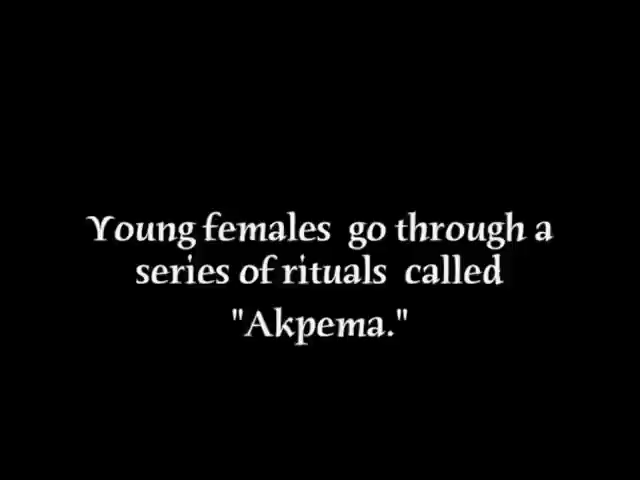 Young females go through a
series of rituals called
"Akpema."